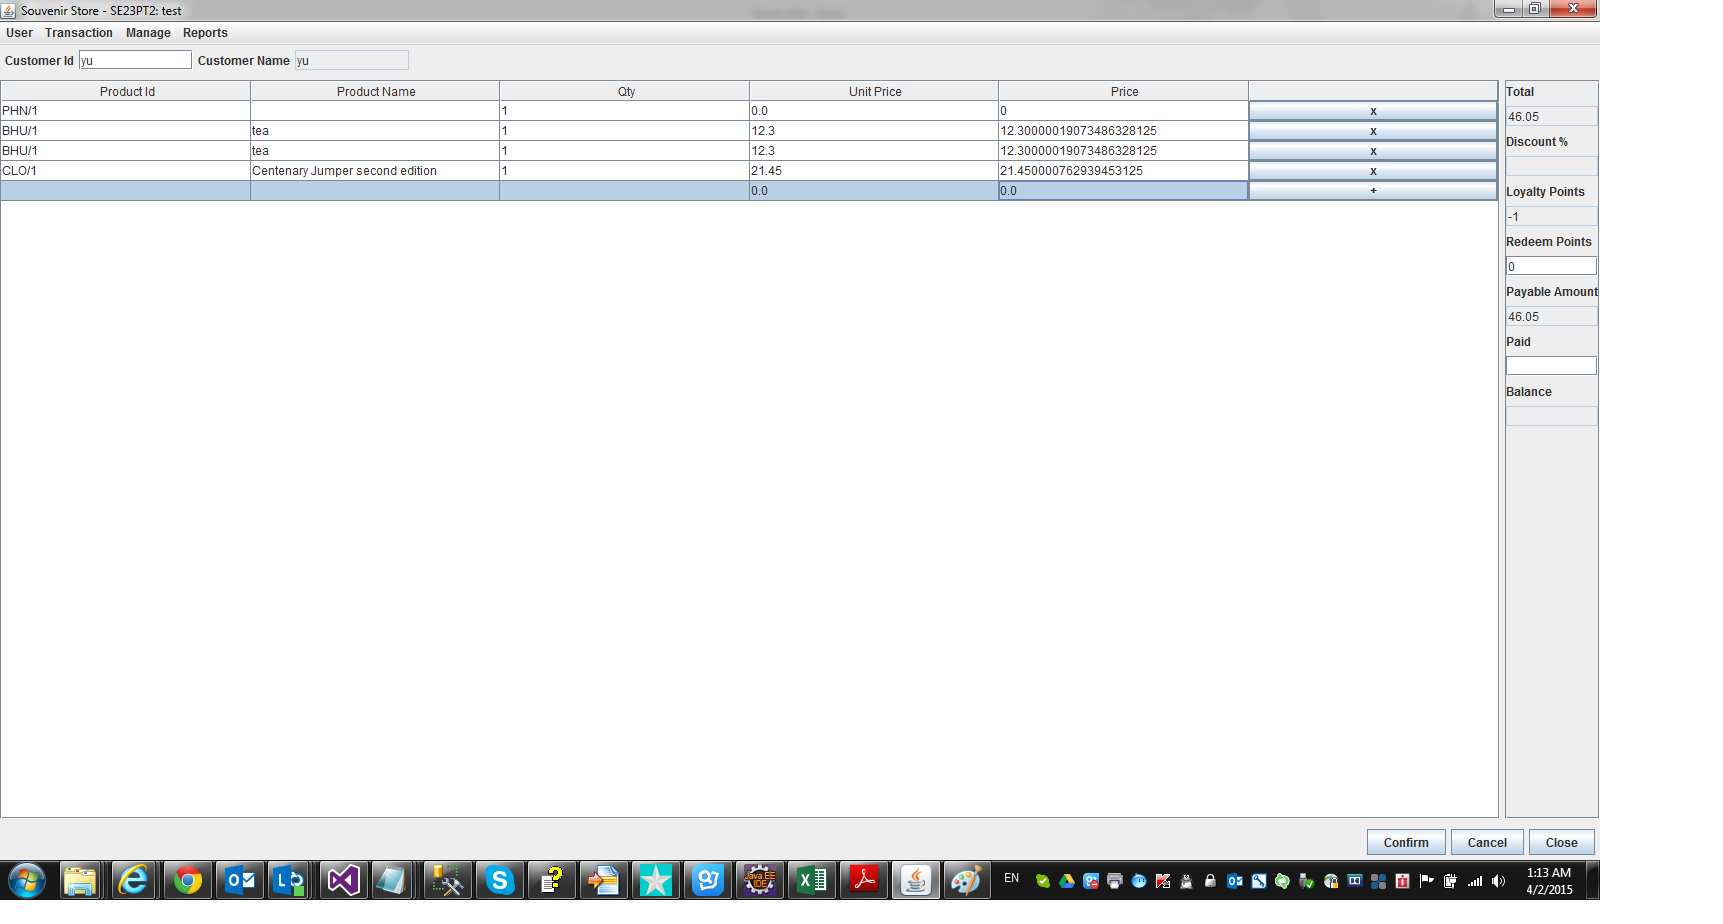 Souvenir Store - SE23PT2: test
User Transaction Manage Reports
Customer Id yu Customer Name yu
Product Id Product Name Qty Unit Price Price
PHN/1 1 0.0 0 x
BHU/1 tea 1 12.3 12.30000019073486328125 x
BHU/1 tea 1 12.3 12.30000019073486328125 x
CLO/1 Centenary Jumper second edition 1 21.45 21.450000762939453125 x
0.0 0.0 +
Total
46.05
Discount %
Loyalty Points
-1
Redeem Points
0
Payable Amount
46.05
Paid
Balance
Confirm Cancel Close
Java EE
IDE
EN
1:13 AM
4/2/2015